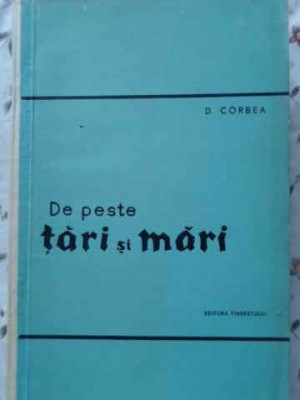 D. CORBEA
De peste
țări și mări
EDITURA TINERETULUI